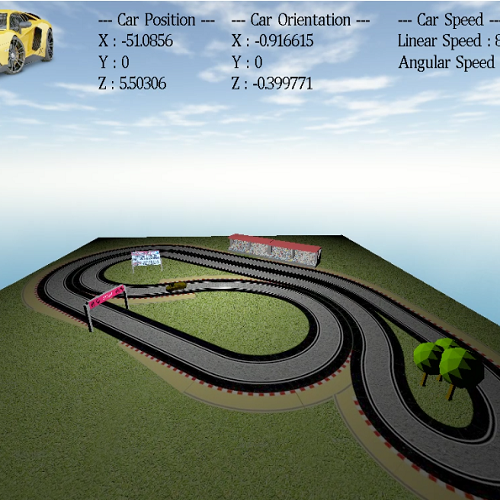 --- Car Position ---
X : -51.0856
Y : 0
Z : 5.50306
--- Car Orientation ---
X : -0.916615
Y : 0
Z : -0.399771
--- Car Speed ---
Linear Speed : 8
Angular Speed